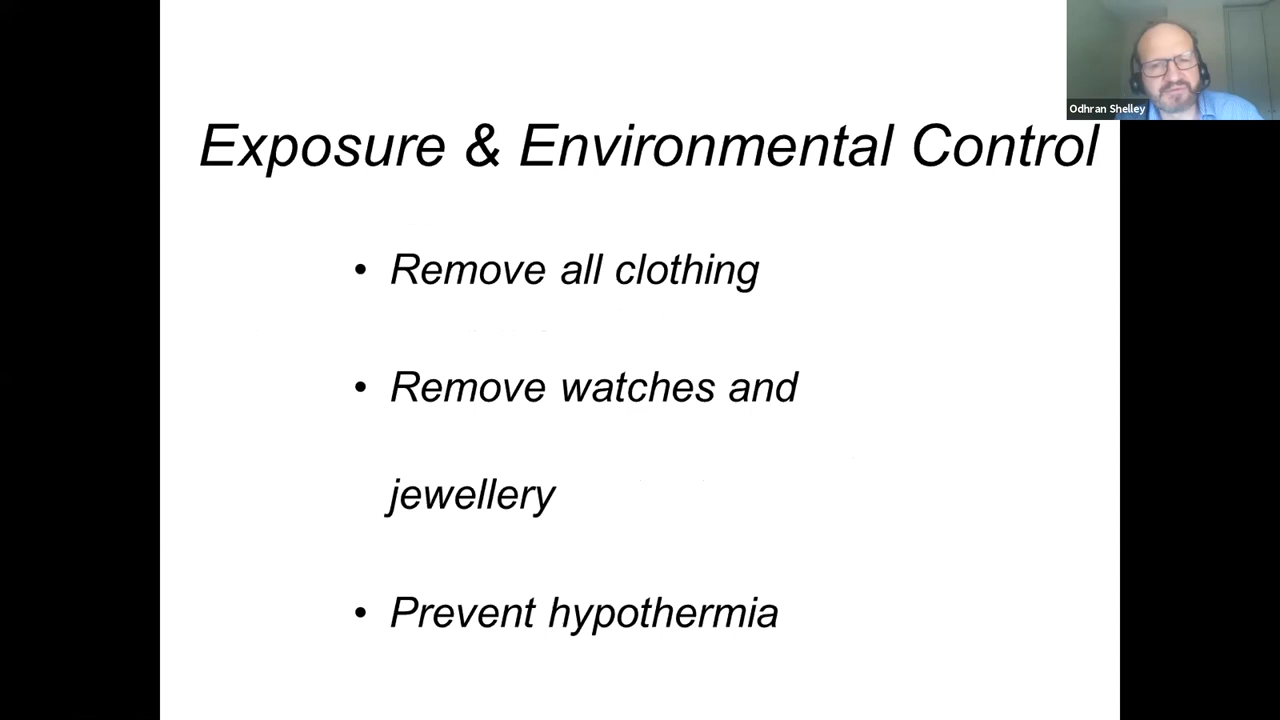 Odhran Shelley
Exposure & Environmental Control
• Remove all clothing
• Remove watches and
jewellery
• Prevent hypothermia